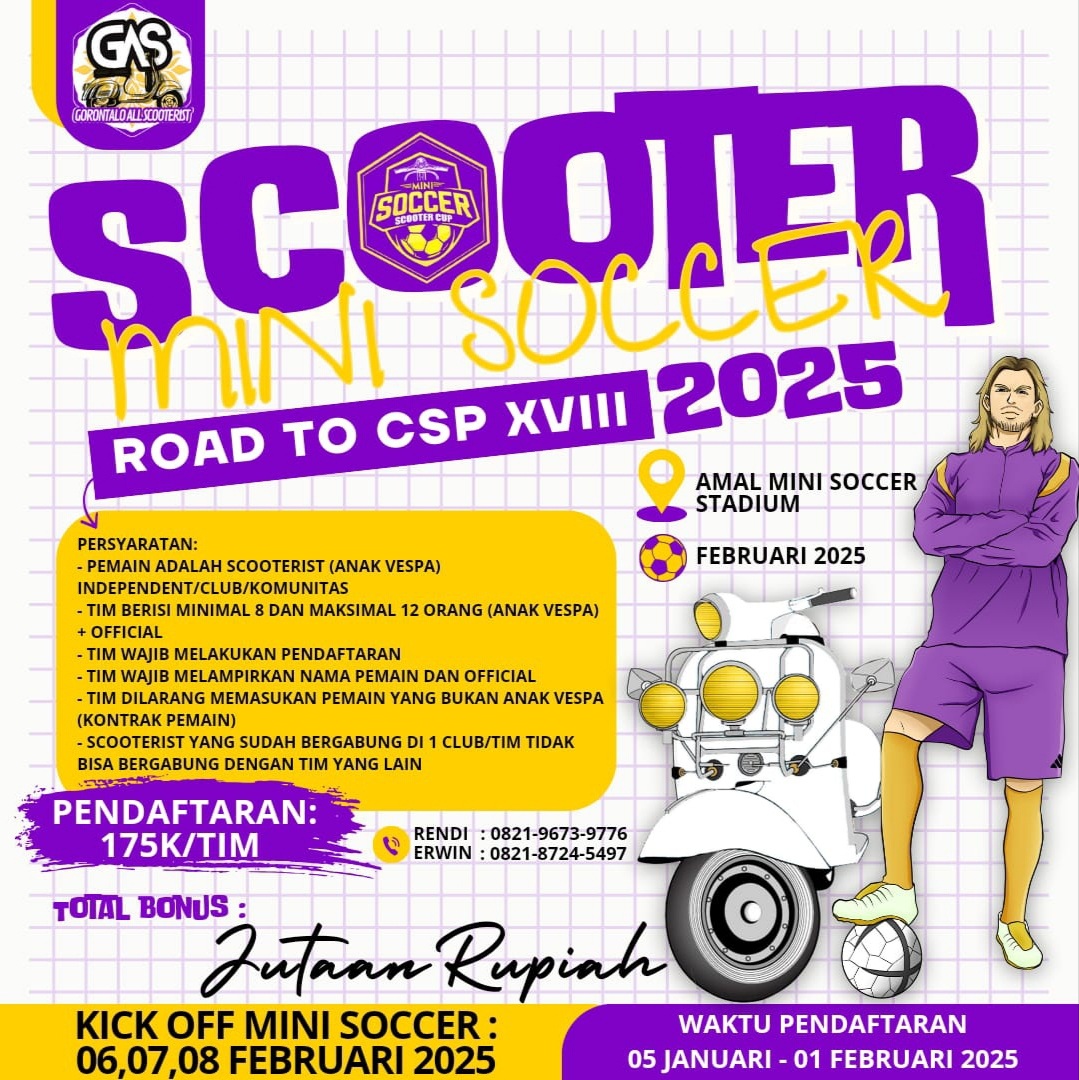 GAS
GORONTALO ALL SCOOTERIST
SCOOTER
MINI
SOCCER
SCOOTER CUP
MINI SOCCER
ROAD TO CSP XVIII 2025
AMAL MINI SOCCER
STADIUM
FEBRUARI 2025
PERSYARATAN:
- PEMAIN ADALAH SCOOTERIST (ANAK VESPA)
INDEPENDENT/CLUB/KOMUNITAS
- TIM BERISI MINIMAL 8 DAN MAKSIMAL 12 ORANG (ANAK VESPA)
+ OFFICIAL
- TIM WAJIB MELAKUKAN PENDAFTARAN
- TIM WAJIB MELAMPIRKAN NAMA PEMAIN DAN OFFICIAL
- TIM DILARANG MEMASUKAN PEMAIN YANG BUKAN ANAK VESPA
(KONTRAK PEMAIN)
- SCOOTERIST YANG SUDAH BERGABUNG DI 1 CLUB/TIM TIDAK
BISA BERGABUNG DENGAN TIM YANG LAIN
PENDAFTARAN:
175K/TIM
RENDI : 0821-9673-9776
ERWIN : 0821-8724-5497
TOTAL BONUS :
Jutaan Rupiah
KICK OFF MINI SOCCER :
06,07,08 FEBRUARI 2025
WAKTU PENDAFTARAN
05 JANUARI - 01 FEBRUARI 2025